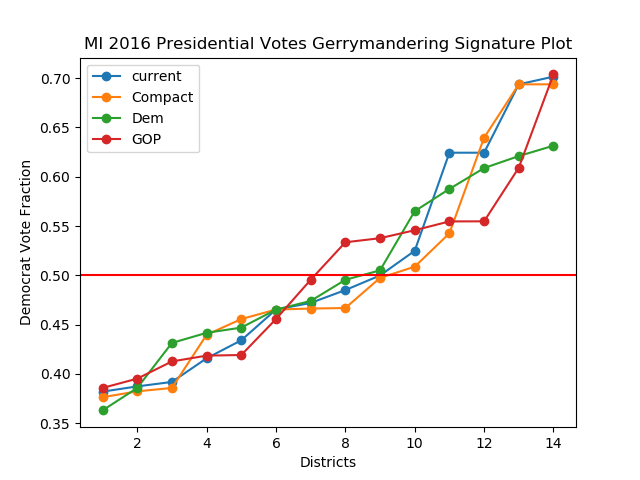 MI 2016 Presidential Votes Gerrymandering Signature Plot
current
Compact
Dem
GOP
Democrat Vote Fraction
0.70
0.65
0.60
0.55
0.50
0.45
0.40
0.35
2 4 6 8 10 12 14
Districts